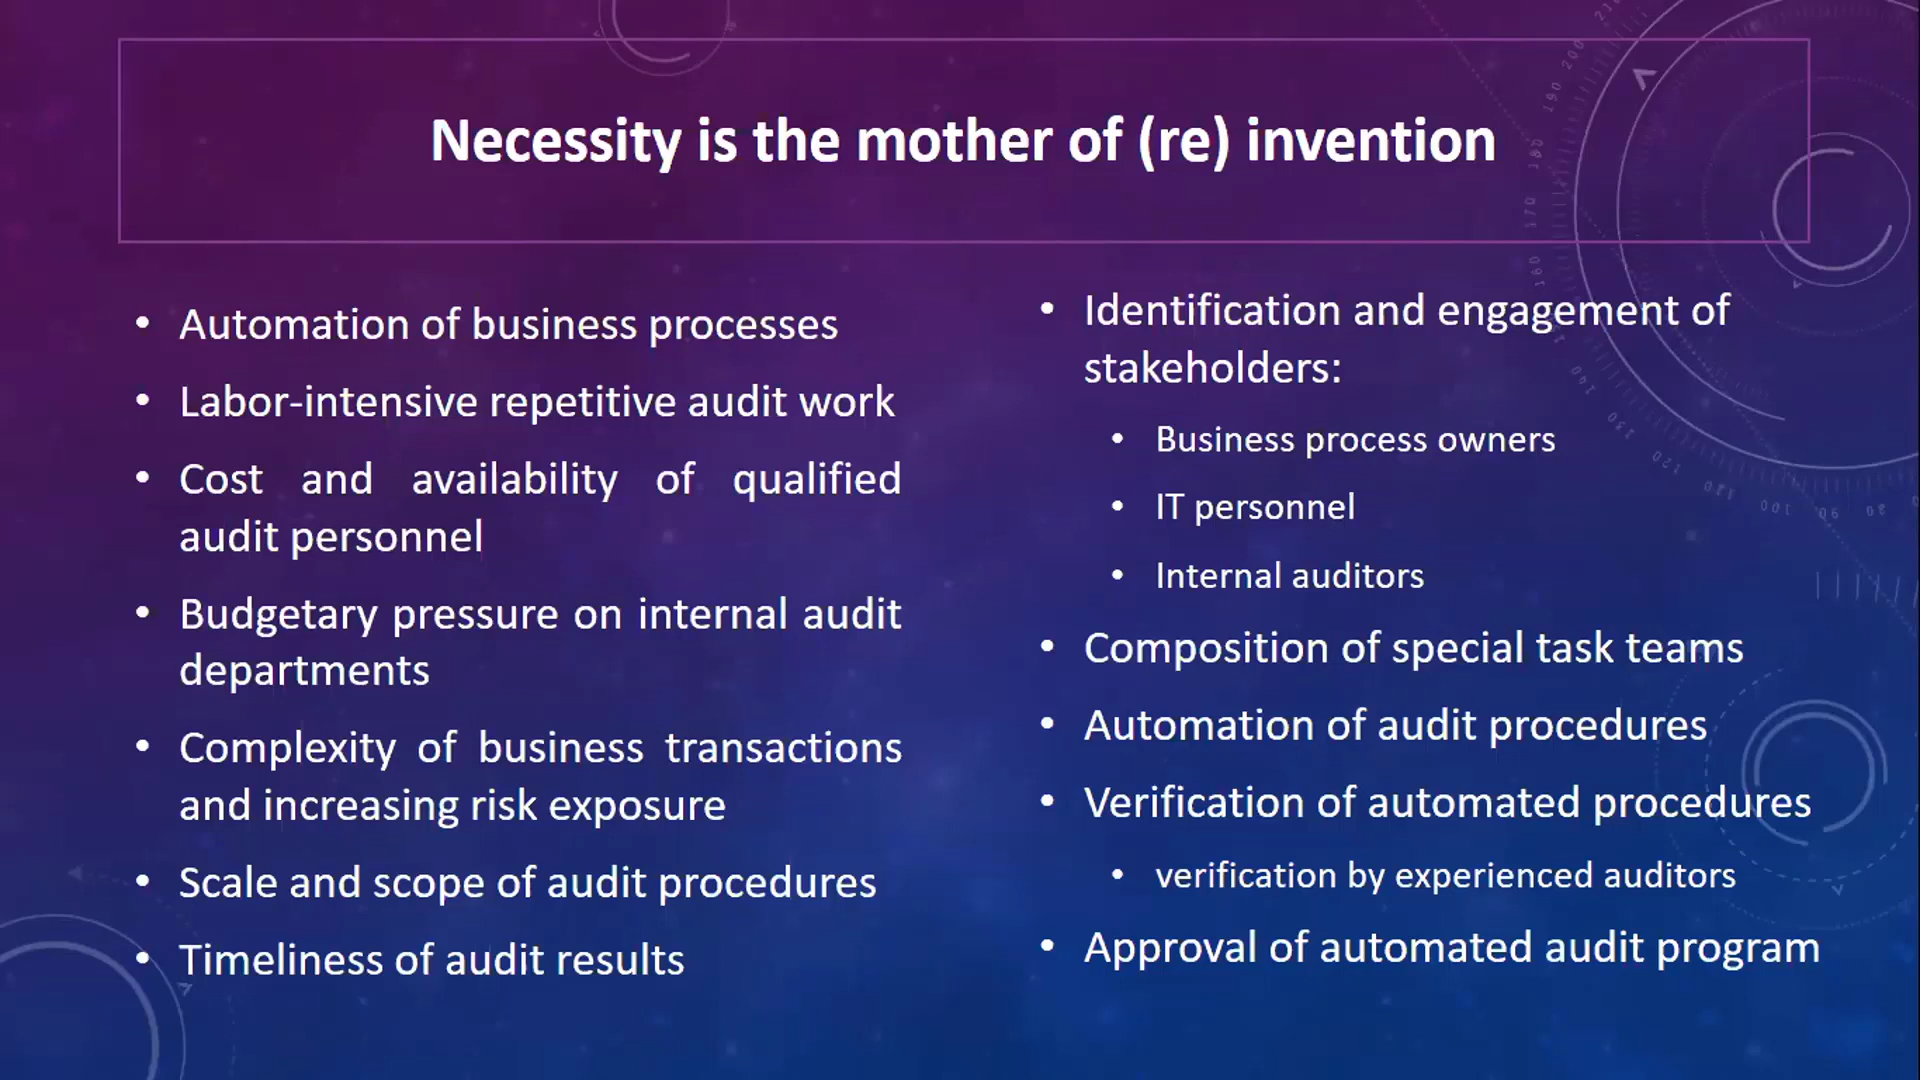 Necessity is the mother of (re) invention
• Automation of business processes
• Labor-intensive repetitive audit work
• Cost and availability of qualified
audit personnel
• Budgetary pressure on internal audit
departments
• Complexity of business transactions
and increasing risk exposure
• Scale and scope of audit procedures
• Timeliness of audit results
• Identification and engagement of
stakeholders:
• Business process owners
• IT personnel
• Internal auditors
• Composition of special task teams
• Automation of audit procedures
• Verification of automated procedures
• verification by experienced auditors
• Approval of automated audit program